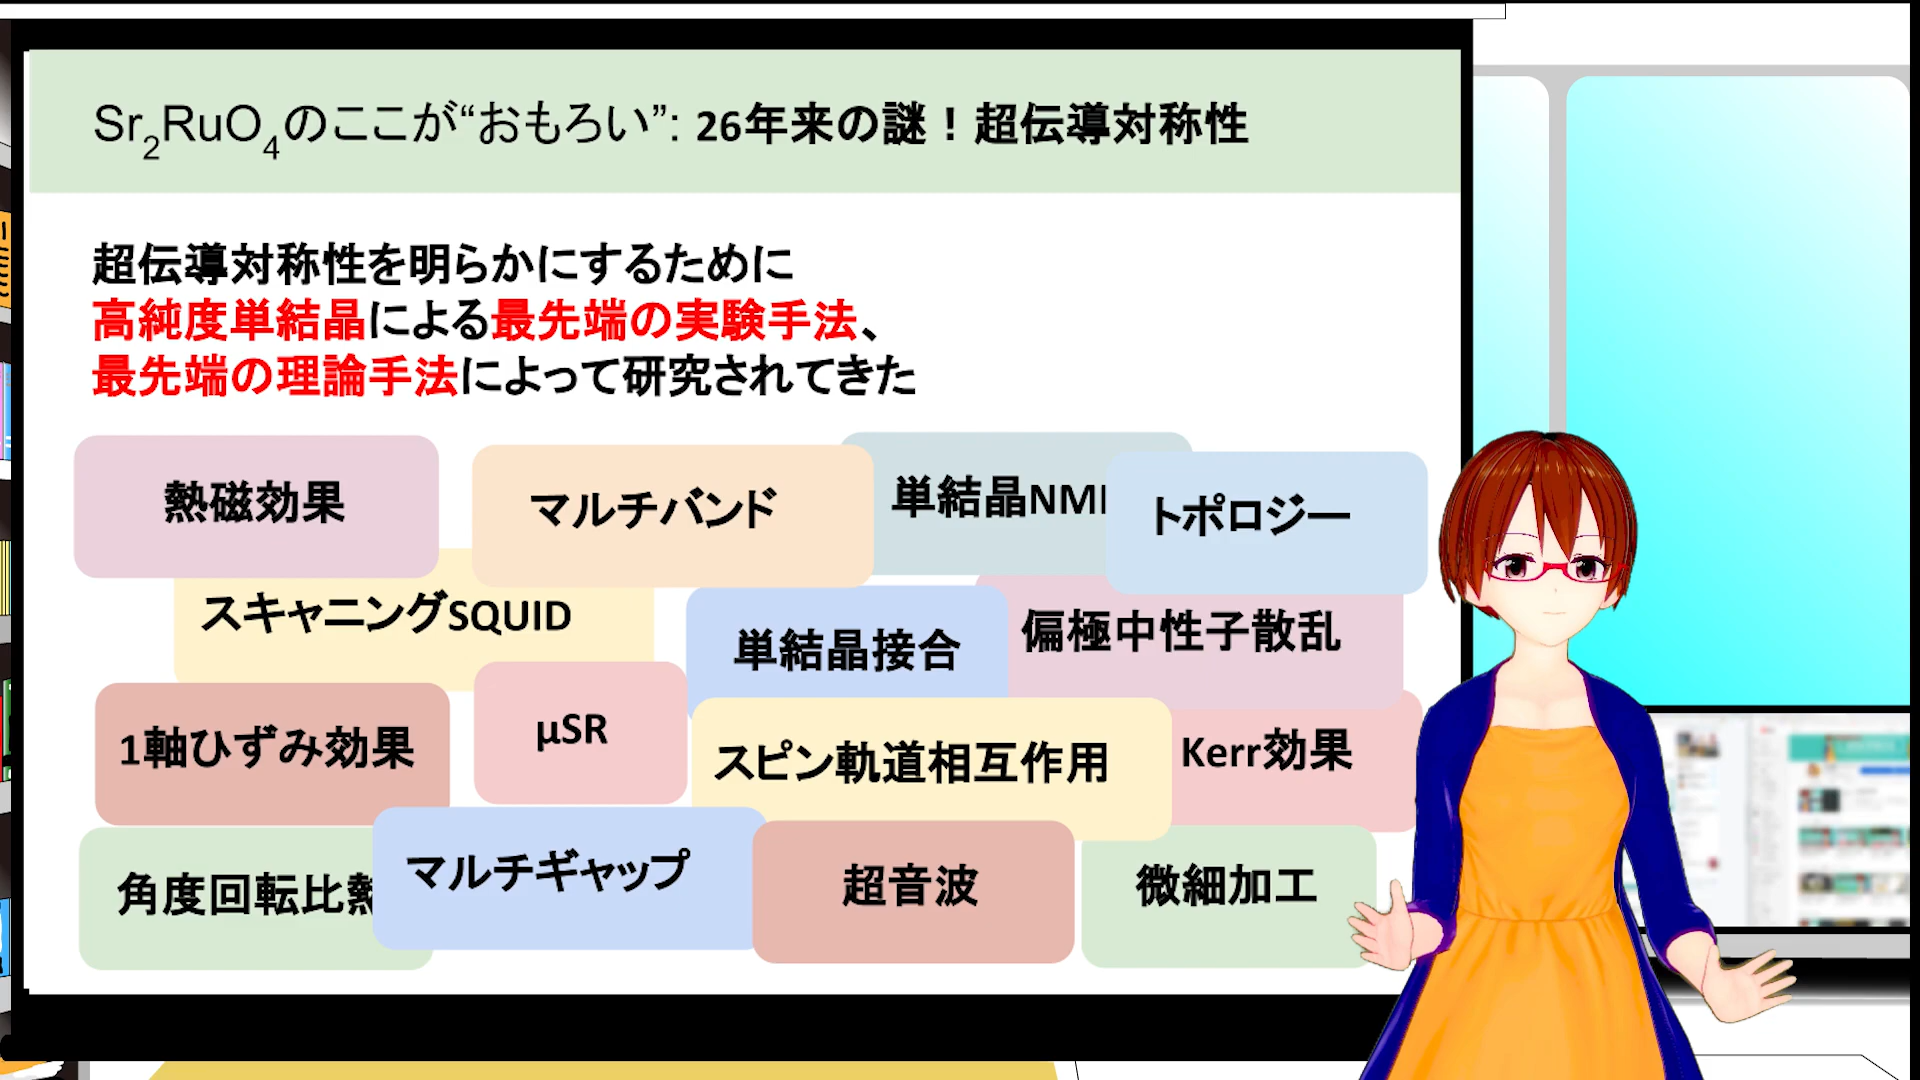 Sr2RuO4のここが“おもろい”: 26年来の謎！超伝導対称性
超伝導対称性を明らかにするために
高純度単結晶による最先端の実験手法、
最先端の理論手法によって研究されてきた
熱磁効果
マルチバンド
単結晶NM
トポロジー
スキャニングSQUID
単結晶接合
偏極中性子散乱
1軸ひずみ効果
μSR
スピン軌道相互作用
Kerr効果
角度回転比熱
マルチギャップ
超音波
微細加工